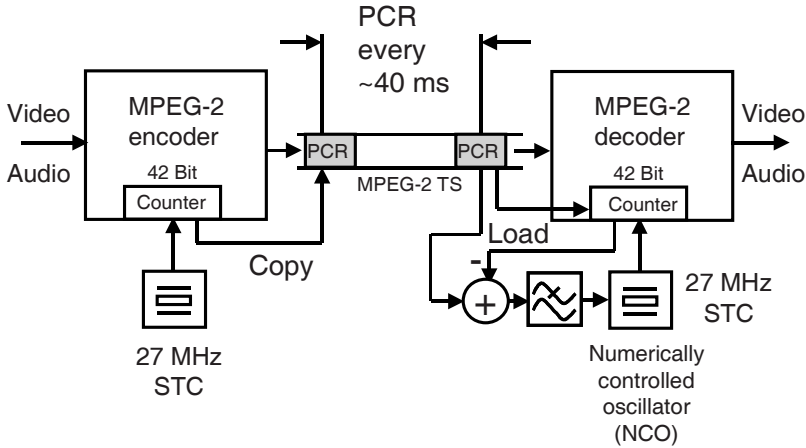 PCR
every
~40 ms
Video
Audio
MPEG-2
encoder
42 Bit
Counter
PCR
PCR
MPEG-2 TS
MPEG-2
decoder
42 Bit
Counter
Video
Audio
Copy
Load
-
+
27 MHz
STC
27 MHz
STC
Numerically
controlled
oscillator
(NCO)